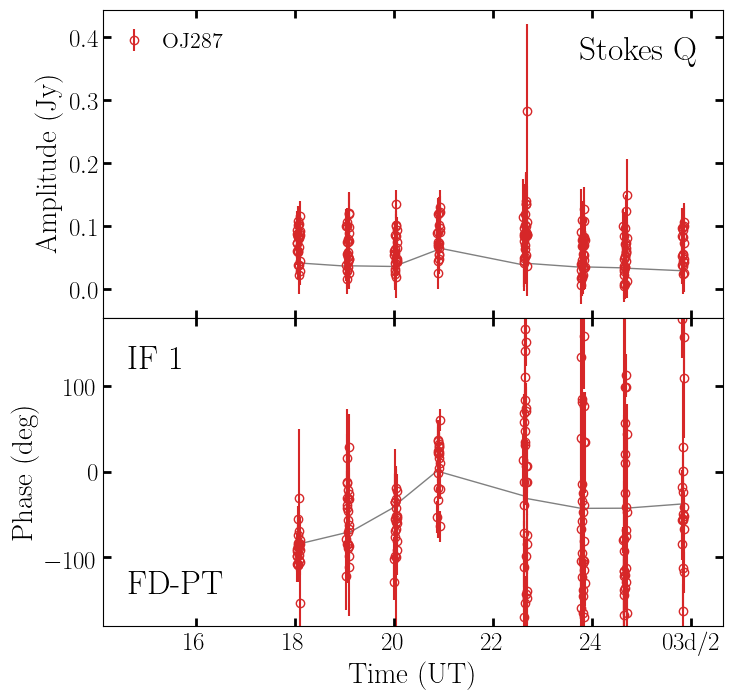 OJ287
Stokes Q
0.4
0.3
0.2
0.1
0.0
Amplitude (Jy)
IF 1
100
0
−100
Phase (deg)
FD-PT
16 18 20 22 24 03d/2
Time (UT)